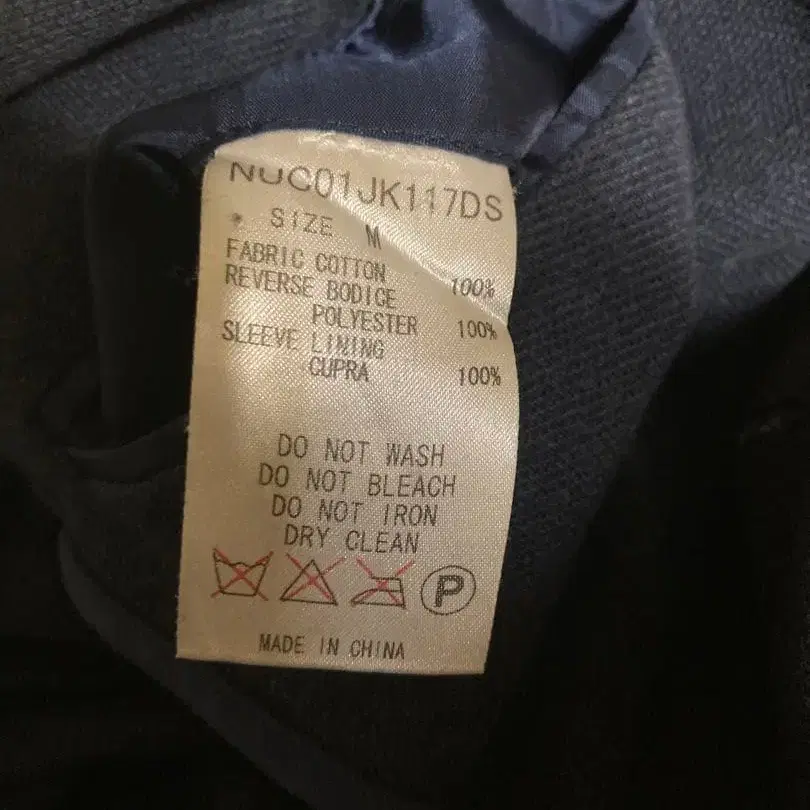 NUC01JK117DS
SIZE M
FABRIC COTTON 100%
REVERSE BODICE
POLYESTER 100%
SLEEVE LINING
CUPRA 100%
DO NOT WASH
DO NOT BLEACH
DO NOT IRON
DRY CLEAN
P
MADE IN CHINA